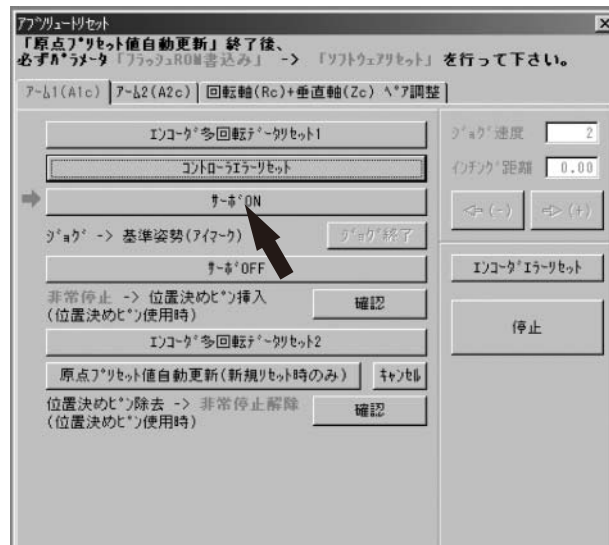 アブソリュートリセット
「原点プリセット値自動更新」終了後、
必ずパラメータ「フラッシュROM書込み」 -> 「ソフトウェアリセット」 を行って下さい。
アーム1(A1c)
アーム2(A2c)
回転軸(Rc)+垂直軸(Zc) ペア調整
エンコーダ多回転データリセット1
コントローラエラーリセット
サーボON
ジョグ -> 基準姿勢(アイマーク)
ジョグ終了
サーボOFF
非常停止 -> 位置決めピン挿入
(位置決めピン使用時)
確認
エンコーダ多回転データリセット2
原点プリセット値自動更新(新規リセット時のみ)
キャンセル
位置決めピン除去 -> 非常停止解除
(位置決めピン使用時)
確認
ジョグ速度 2
インチング距離 0.00
(-)
(+)
エンコーダエラーリセット
停止